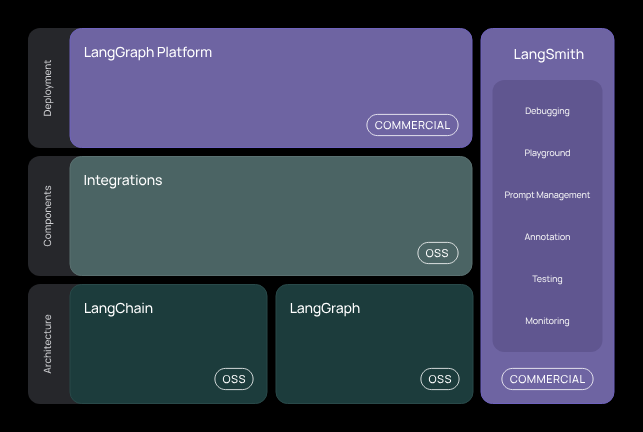 Deployment
LangGraph Platform
COMMERCIAL
Components
Integrations
OSS
Architecture
LangChain
OSS
LangGraph
OSS
LangSmith
Debugging
Playground
Prompt Management
Annotation
Testing
Monitoring
COMMERCIAL